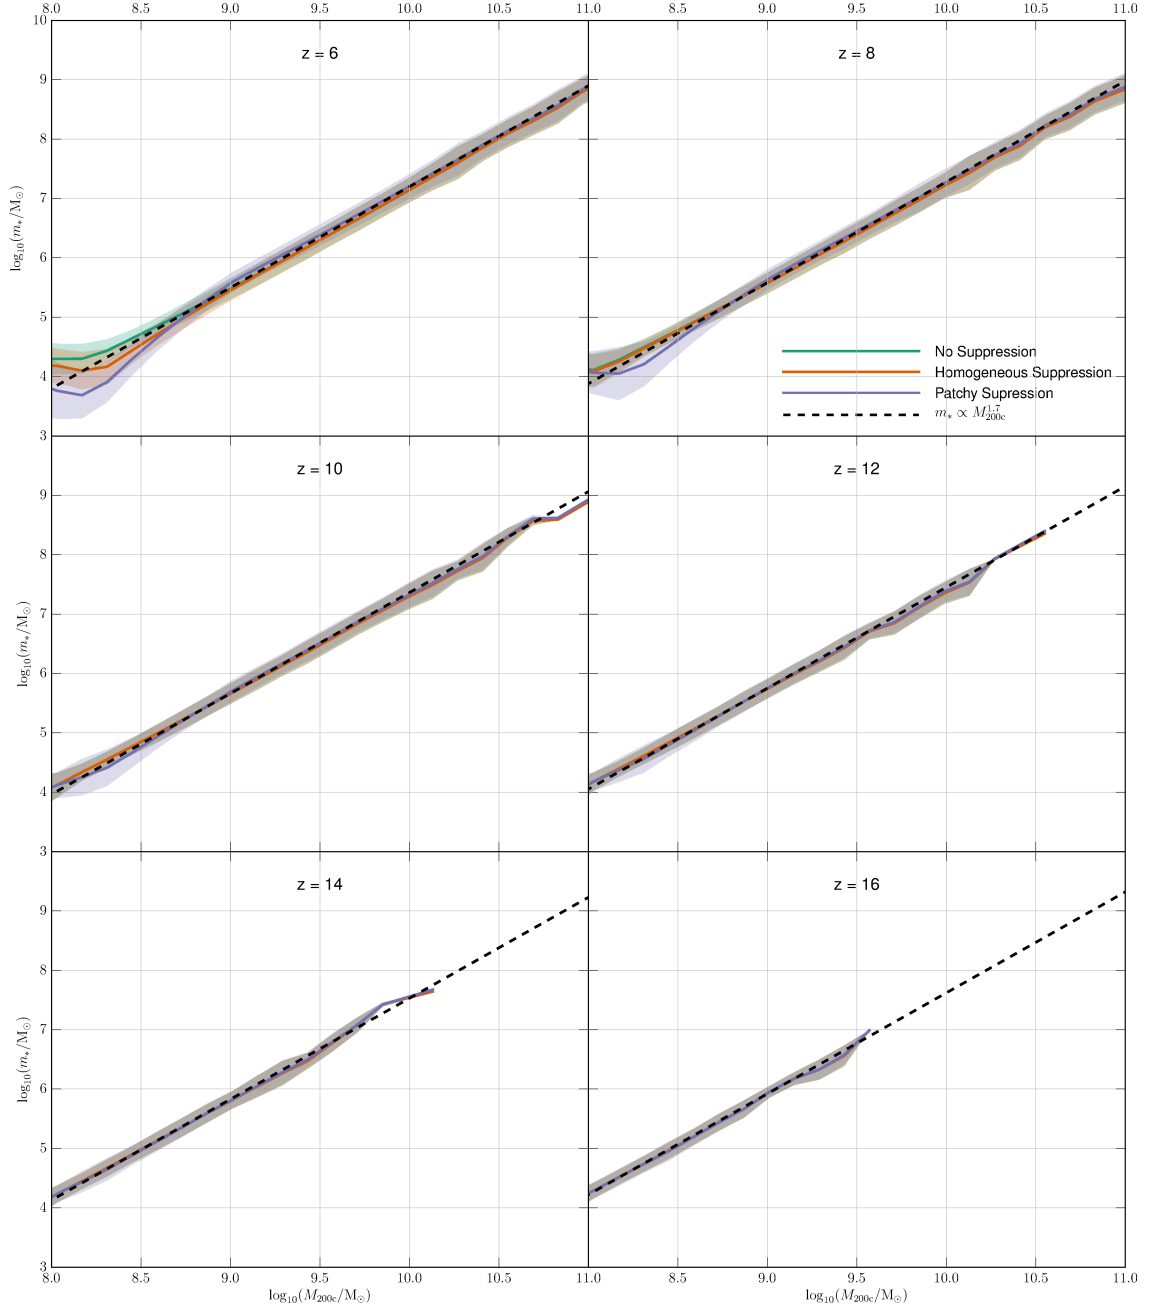 8.0 8.5 9.0 9.5 10.0 10.5 11.0 8.5 9.0 9.5 10.0 10.5 11.0
10
z = 6
z = 8
9
8
7
6
5
4
3
log₁₀(m*/M⊙)
No Suppression
Homogeneous Suppression
Patchy Supression
m* ∝ M₂₀₀c^1.7
z = 10
z = 12
9
8
7
6
5
4
3
log₁₀(m*/M⊙)
z = 14
z = 16
9
8
7
6
5
4
3
log₁₀(m*/M⊙)
8.0 8.5 9.0 9.5 10.0 10.5 11.0 8.5 9.0 9.5 10.0 10.5 11.0
log₁₀(M₂₀₀c/M⊙)
log₁₀(M₂₀₀c/M⊙)